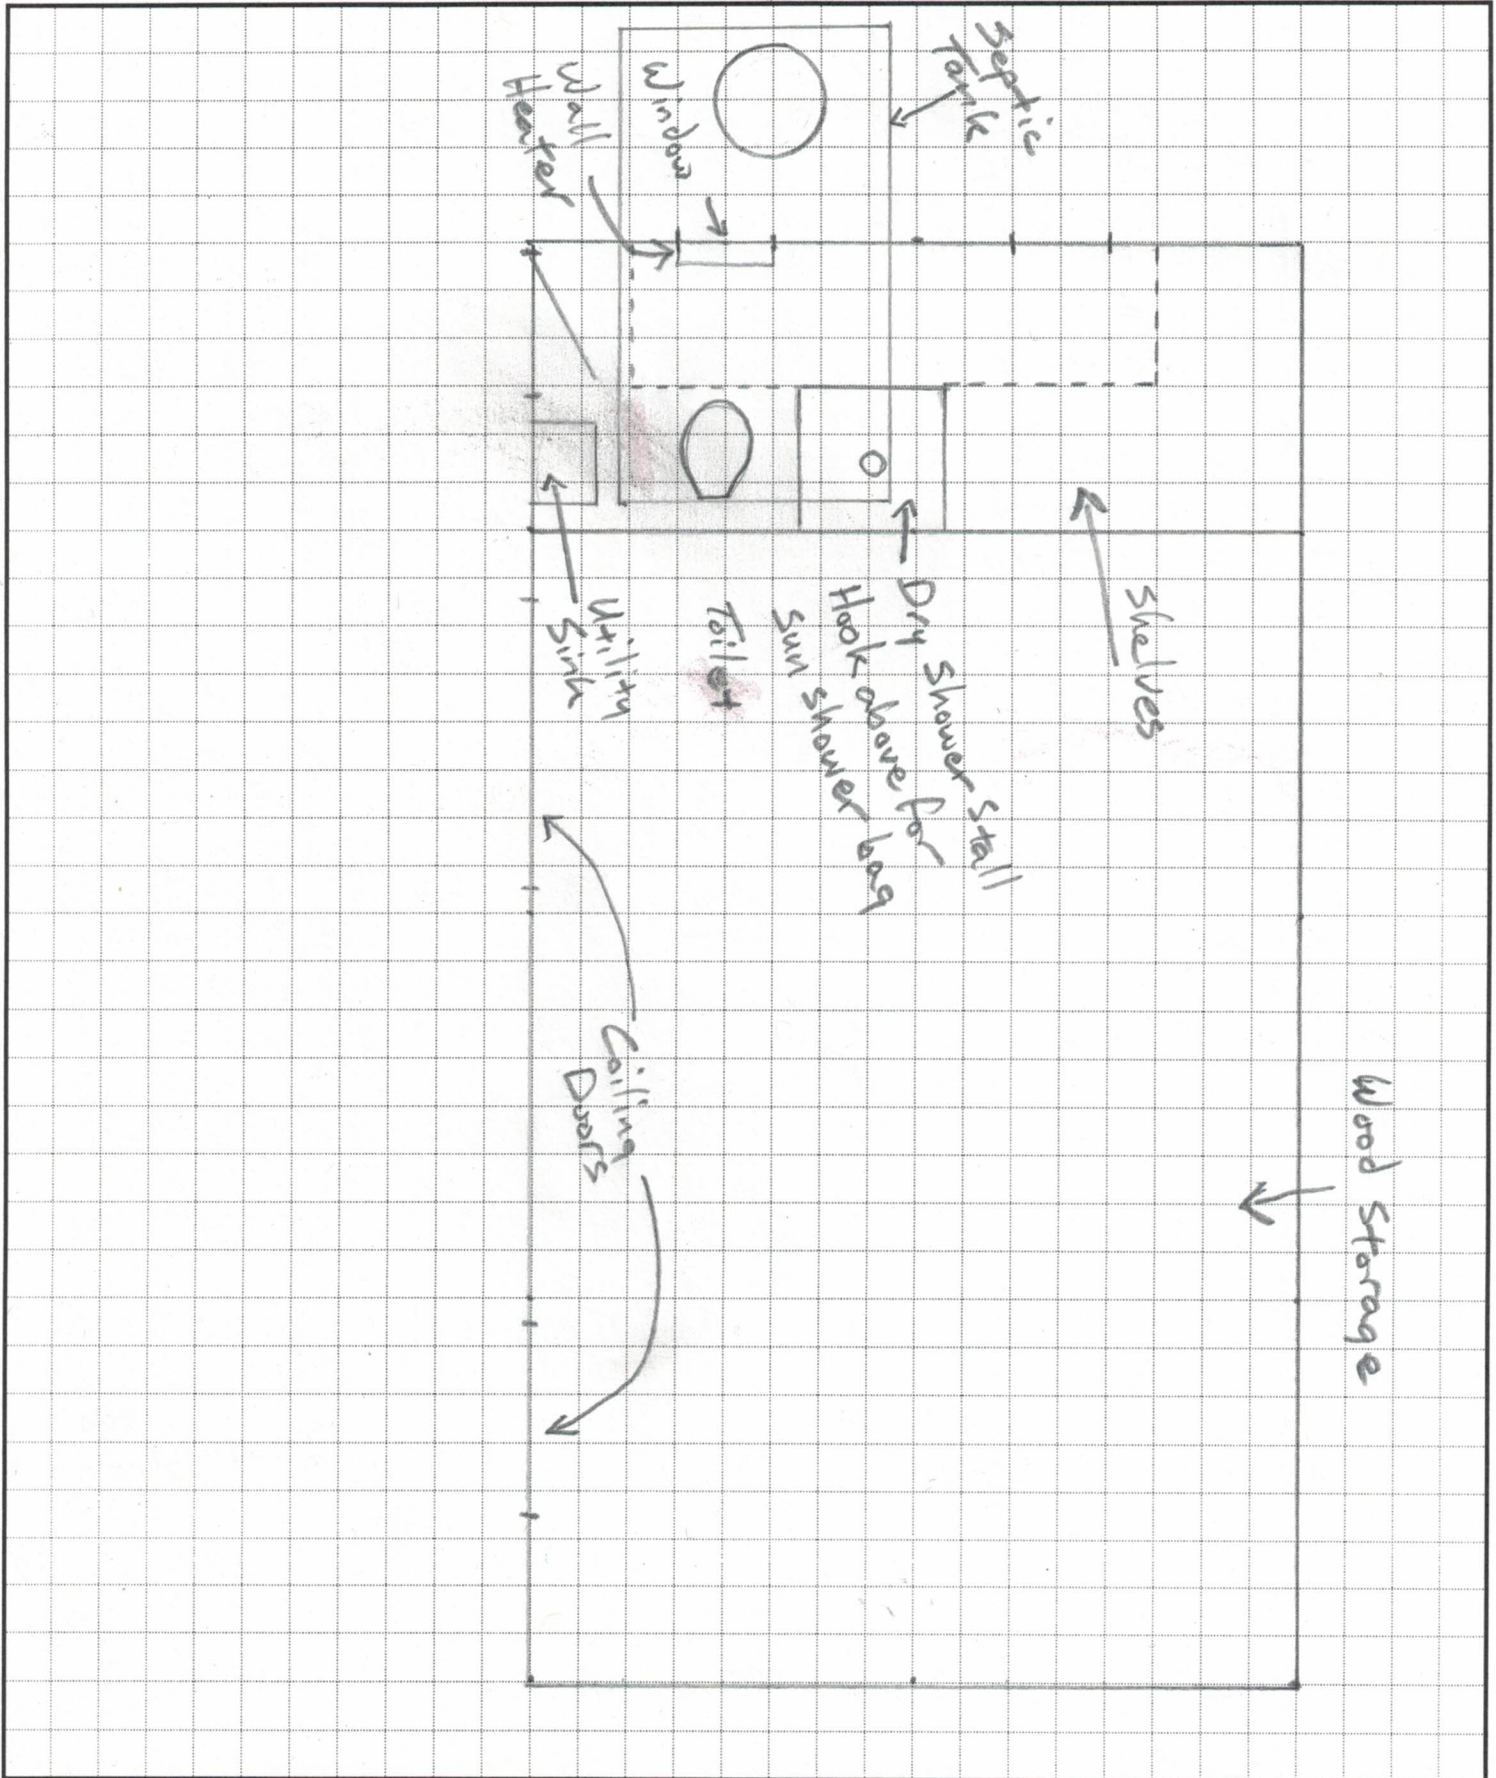 Wood Storage
Septic
Tank
Shelves
Dry Shower Stall
Hook above for
Sun shower bag
Toilet
Window
Wall
Heater
Utility
Sink
Coiling
Doors